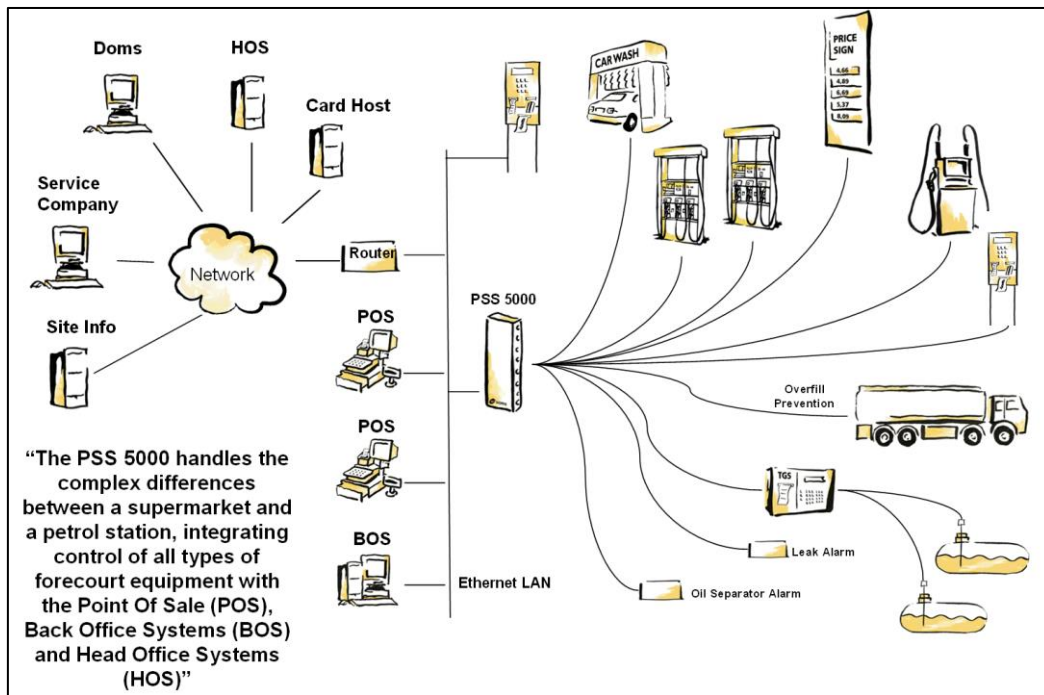 Doms
HOS
Card Host
Service
Company
Network
Router
Site Info
POS
POS
BOS
Ethernet LAN
PSS 5000
CAR WASH
PRICE
SIGN
4.66
4.89
6.69
5.37
8.09
Overfill
Prevention
TGS
Leak Alarm
Oil Separator Alarm
“The PSS 5000 handles the
complex differences
between a supermarket and
a petrol station, integrating
control of all types of
forecourt equipment with
the Point Of Sale (POS),
Back Office Systems (BOS)
and Head Office Systems
(HOS)”